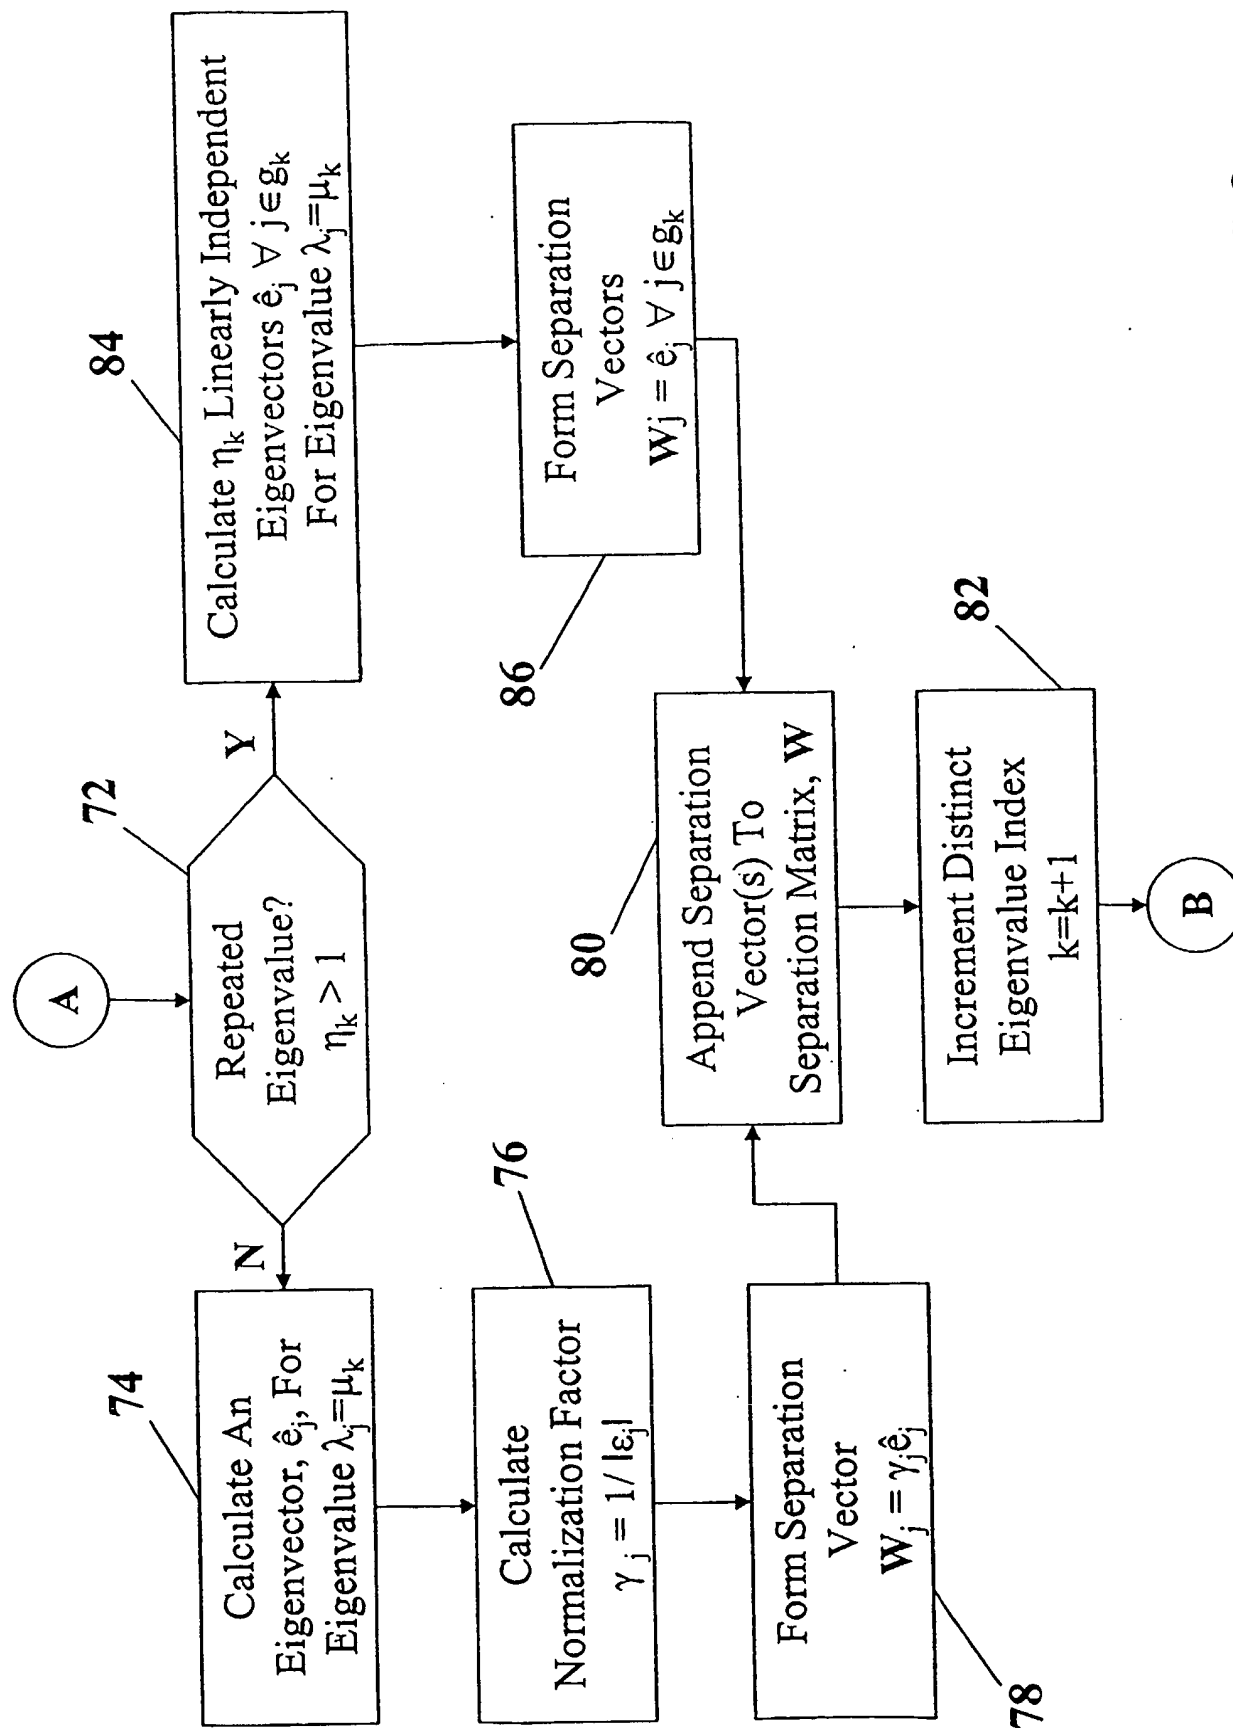 A
72
Repeated
Eigenvalue?
ηk > 1
N
Y
74
Calculate An
Eigenvector, êj, For
Eigenvalue λj=μk
76
Calculate
Normalization Factor
γj = 1/ |εj|
78
Form Separation
Vector
Wj = γjêj
84
Calculate ηk Linearly Independent
Eigenvectors êj ∀ j∈gk
For Eigenvalue λj=μk
86
Form Separation
Vectors
Wj = êj ∀ j∈gk
80
Append Separation
Vector(s) To
Separation Matrix, W
82
Increment Distinct
Eigenvalue Index
k=k+1
B